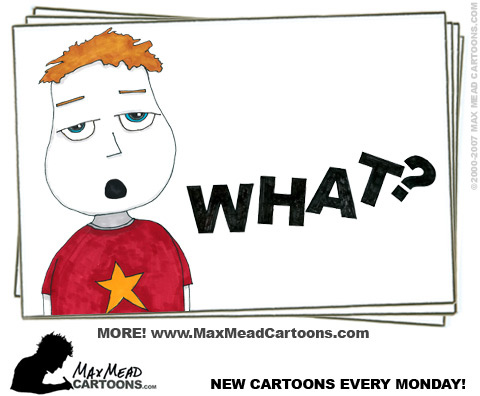 WHAT?
©2000-2007 MAX MEAD CARTOONS.COM
MORE! www.MaxMeadCartoons.com
MAX MEAD
CARTOONS.COM
NEW CARTOONS EVERY MONDAY!